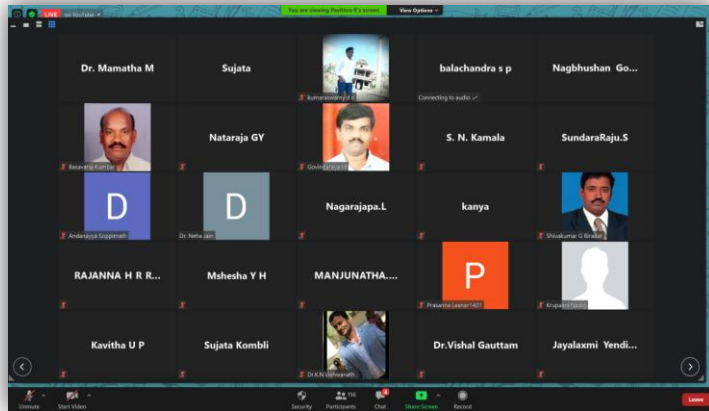 LIVE on YouTube
You are viewing Pavithra R's screen View Options
Dr. Mamatha M
Sujata
kumaraswamy d d
balachandra s p
Connecting to audio
Nagbhushan Go...
Basavaraj Kumbar
Nataraja GY
S. N. Kamala
SundaraRaju.S
D
Andanayya Soppimath
D
Dr. Neha Jain
Nagarajapa.L
kanya
Shivakumar G Biradar
RAJANNA H R R...
Mshesha Y H
MANJUNATHA....
P
Prasanna Lesnar1401
Kavitha U P
Sujata Kombli
Dr.K.N.Vishwanath
Dr.Vishal Gauttam
Jayalaxmi Yendi...
Unmute
Start Video
Security
Participants
116
Chat
4
Share Screen
Record
Leave